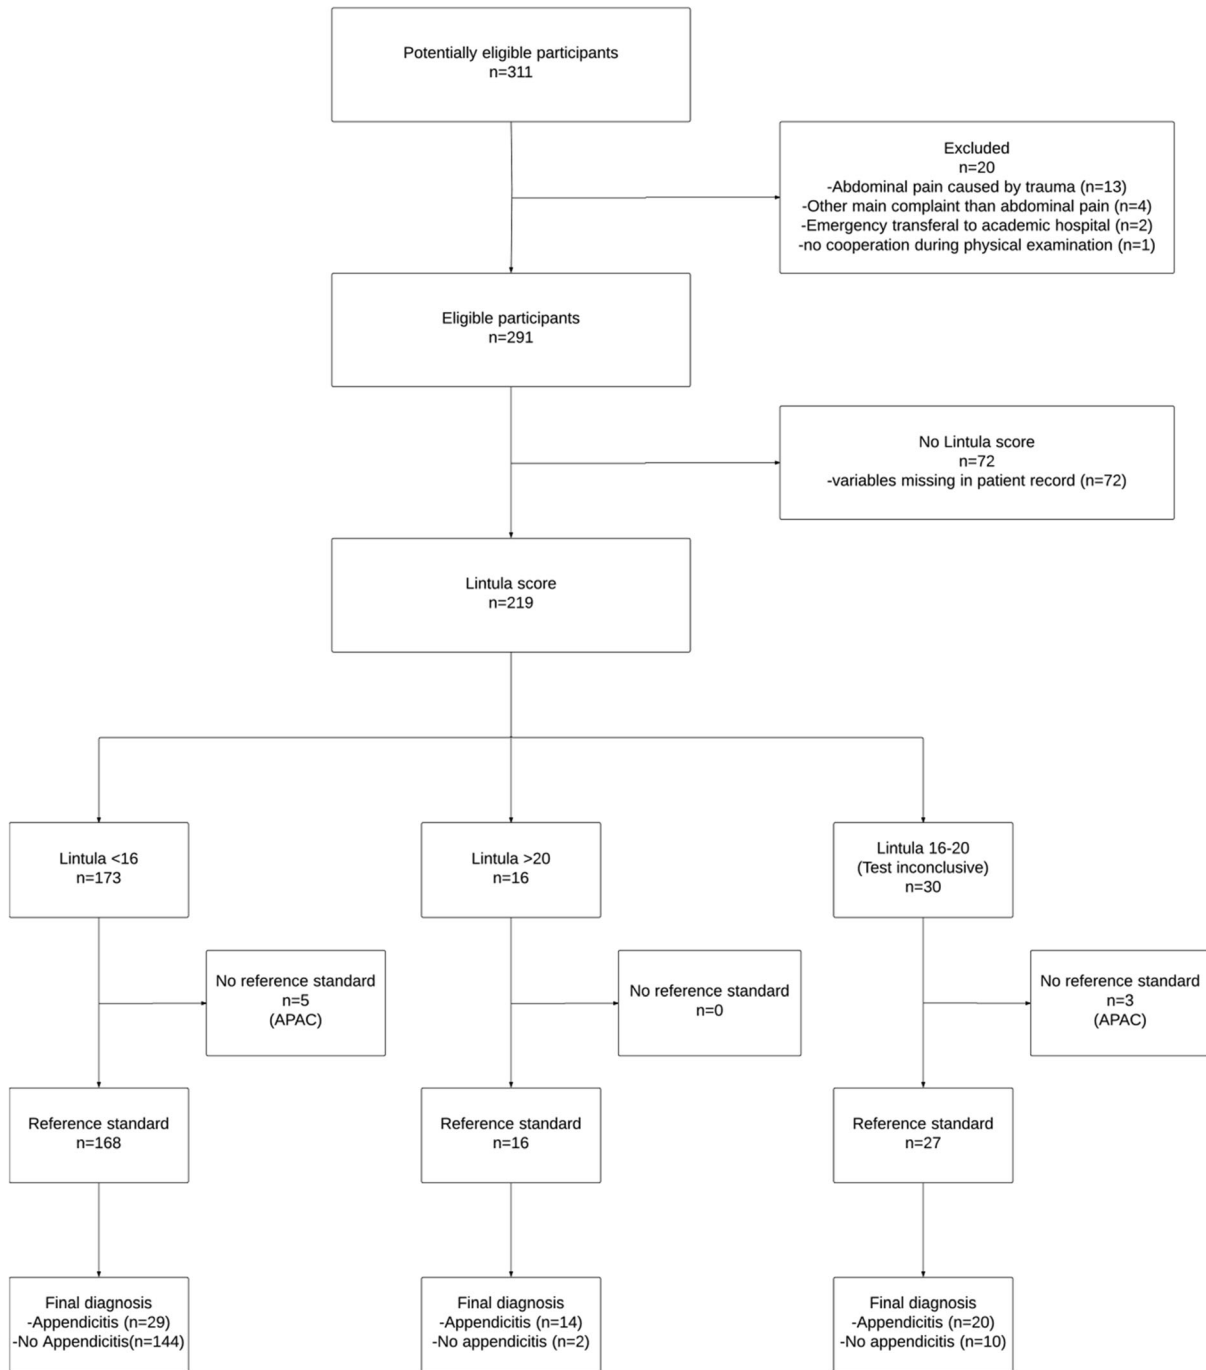 Potentially eligible participants
n=311
Excluded
n=20
-Abdominal pain caused by trauma (n=13)
-Other main complaint than abdominal pain (n=4)
-Emergency transferal to academic hospital (n=2)
-no cooperation during physical examination (n=1)
Eligible participants
n=291
No Lintula score
n=72
-variables missing in patient record (n=72)
Lintula score
n=219
Lintula <16
n=173
Lintula >20
n=16
Lintula 16-20
(Test inconclusive)
n=30
No reference standard
n=5
(APAC)
No reference standard
n=0
No reference standard
n=3
(APAC)
Reference standard
n=168
Reference standard
n=16
Reference standard
n=27
Final diagnosis
-Appendicitis (n=29)
-No Appendicitis(n=144)
Final diagnosis
-Appendicitis (n=14)
-No appendicitis (n=2)
Final diagnosis
-Appendicitis (n=20)
-No appendicitis (n=10)